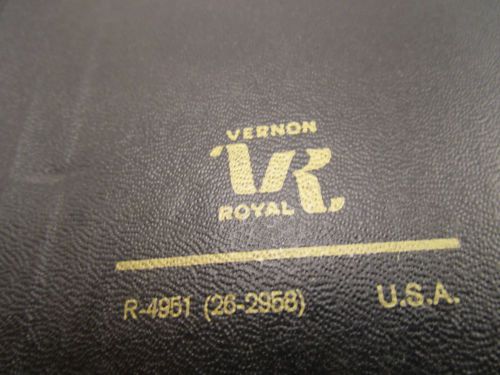 VERNON
VR
ROYAL
R-4951 (26-2958) U.S.A.